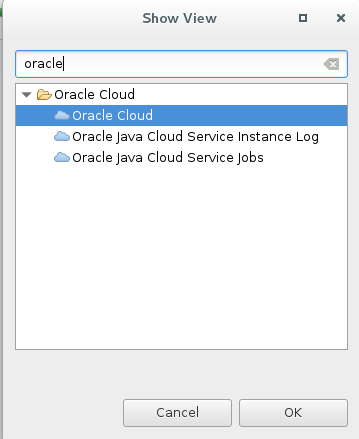 Show View
oracle
Oracle Cloud
Oracle Cloud
Oracle Java Cloud Service Instance Log
Oracle Java Cloud Service Jobs
Cancel
OK